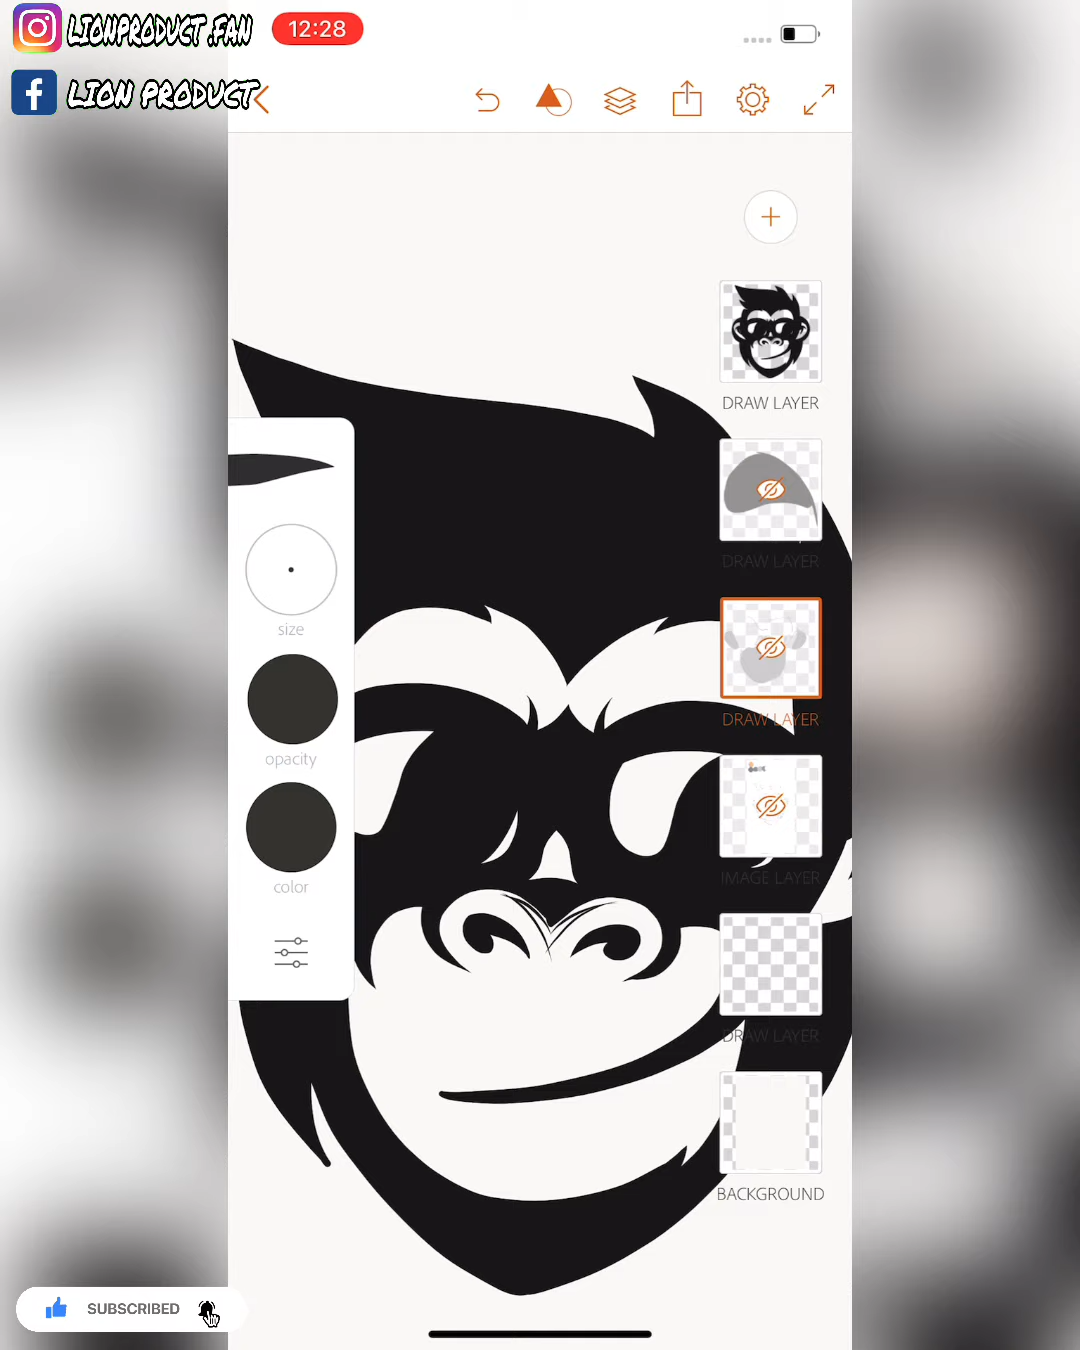 LIONPRODUCT.FAN
12:28
LION PRODUCT
DRAW LAYER
DRAW LAYER
size
DRAW LAYER
opacity
IMAGE LAYER
color
DRAW LAYER
BACKGROUND
SUBSCRIBED